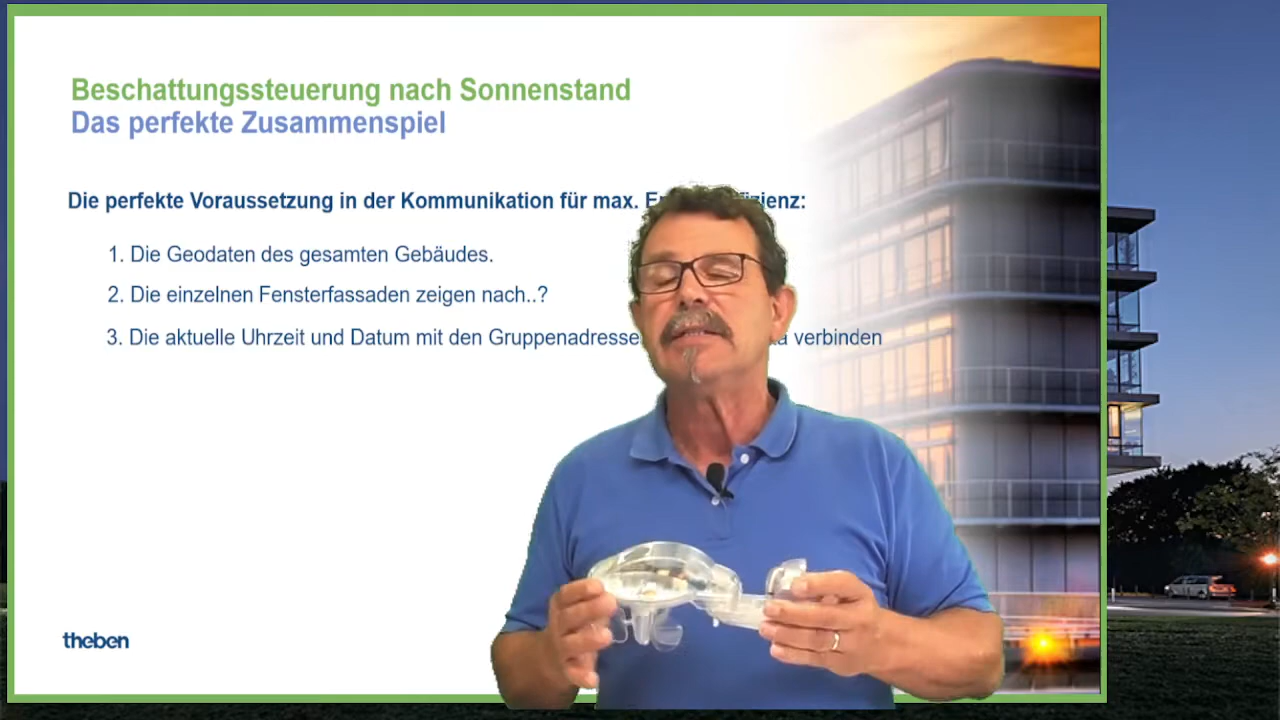 Beschattungssteuerung nach Sonnenstand
Das perfekte Zusammenspiel
Die perfekte Voraussetzung in der Kommunikation für max. zienz:
1. Die Geodaten des gesamten Gebäudes.
2. Die einzelnen Fensterfassaden zeigen nach..?
3. Die aktuelle Uhrzeit und Datum mit den Gruppenadresse verbinden
theben